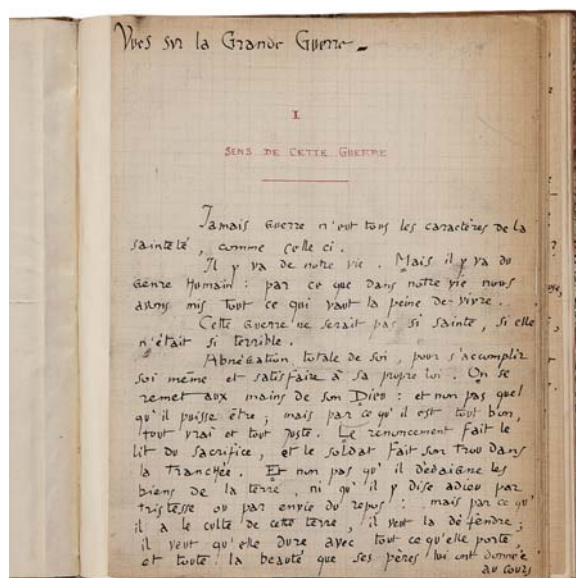 Vues sur la Grande Guerre _
I
SENS DE CETTE GUERRE
Jamais Guerre n'eut tous les caractères de la
sainteté, comme celle ci.
Il y va de notre vie. Mais il y va du
Genre Humain : par ce que dans notre vie nous
avons mis tout ce qui vaut la peine de vivre.
Cette Guerre ne serait pas si sainte, si elle
n'était si terrible.
Abnégation totale de soi, pour s'accomplir
soi même et satisfaire à sa propre loi. On se
remet aux mains de son Dieu : et non pas quel
qu'il puisse être ; mais par ce qu'il est tout bon,
tout vrai et tout juste. Le renoncement fait le
lit du sacrifice, et le soldat fait son trou dans
la Tranchée. Et non pas qu'il dédaigne les
biens de la terre, ni qu'il y dise adieu par
tristesse ou par envie du repos : mais par ce qu'
il a le culte de cette terre, il veut la défendre ;
il veut qu'elle dure avec tout ce qu'elle porte,
et toute la beauté que ses pères lui ont donnée
au cours